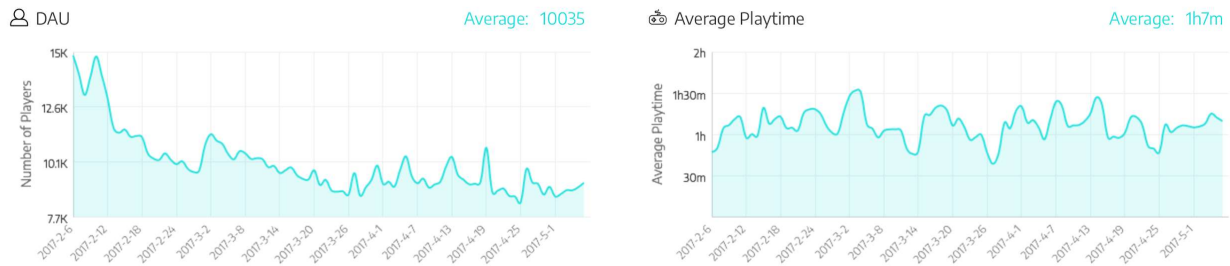 DAU
Average: 10035
Number of Players
15K
12.6K
10.1K
7.7K
2017-2-6
2017-2-12
2017-2-18
2017-2-24
2017-3-2
2017-3-8
2017-3-14
2017-3-20
2017-3-26
2017-4-1
2017-4-7
2017-4-13
2017-4-19
2017-4-25
2017-5-1
Average Playtime
Average: 1h7m
Average Playtime
2h
1h30m
1h
30m
2017-2-6
2017-2-12
2017-2-18
2017-2-24
2017-3-2
2017-3-8
2017-3-14
2017-3-20
2017-3-26
2017-4-1
2017-4-7
2017-4-13
2017-4-19
2017-4-25
2017-5-1